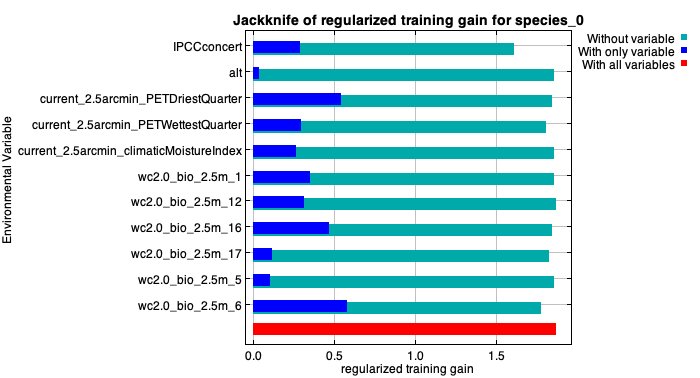 Jackknife of regularized training gain for species_0
Without variable
With only variable
With all variables
Environmental Variable
IPCCconcert
alt
current_2.5arcmin_PETDriestQuarter
current_2.5arcmin_PETWettestQuarter
current_2.5arcmin_climaticMoistureIndex
wc2.0_bio_2.5m_1
wc2.0_bio_2.5m_12
wc2.0_bio_2.5m_16
wc2.0_bio_2.5m_17
wc2.0_bio_2.5m_5
wc2.0_bio_2.5m_6
0.0 0.5 1.0 1.5
regularized training gain